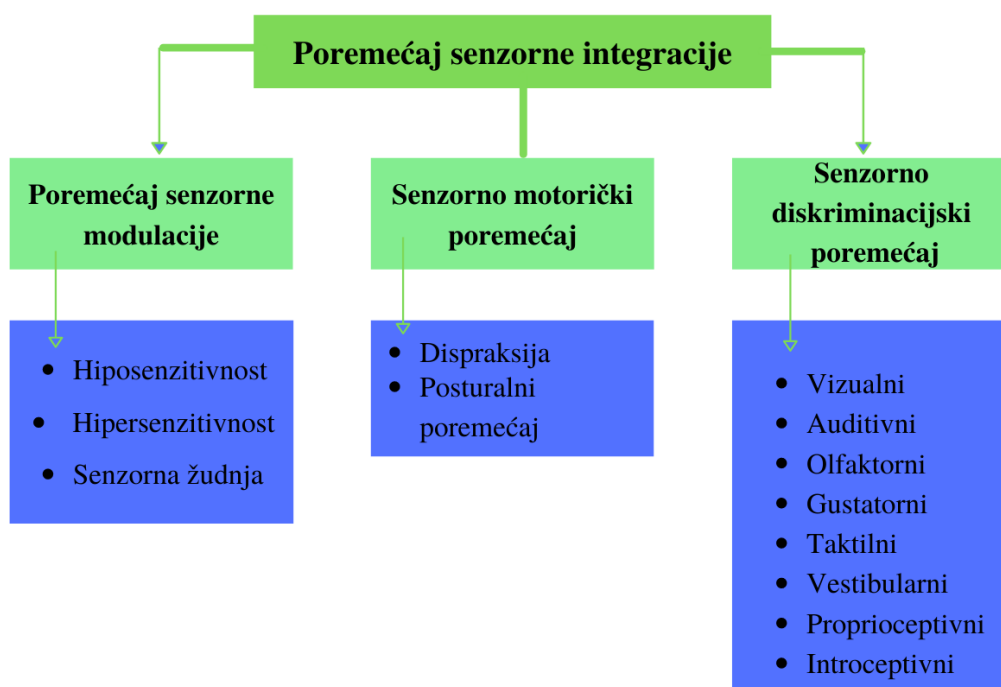 Poremećaj senzorne integracije
Poremećaj senzorne
modulacije
Hiposenzitivnost
Hipersenzitivnost
Senzorna žudnja
Senzorno motorički
poremećaj
Dispraksija
Posturalni
poremećaj
Senzorno
diskriminacijski
poremećaj
Vizualni
Auditivni
Olfaktorni
Gustatorni
Taktilni
Vestibularni
Proprioceptivni
Introceptivni